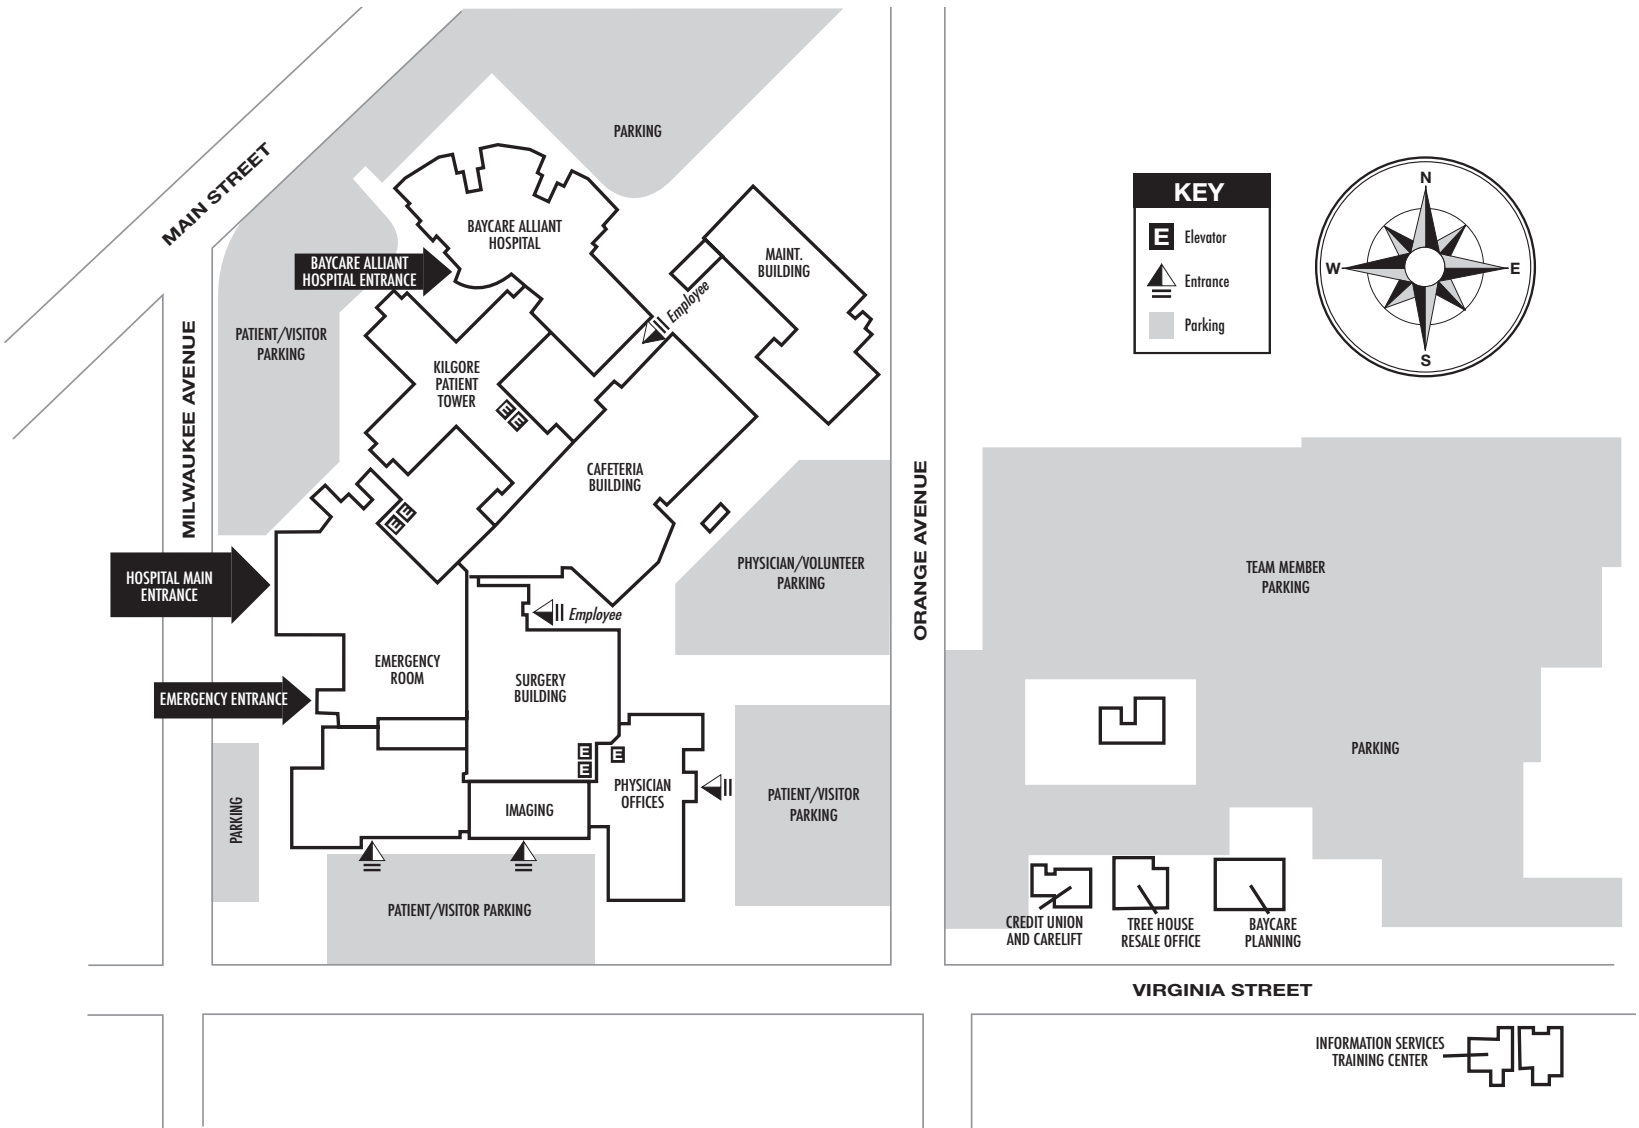 PARKING
MAIN STREET
BAYCARE ALLIANT
HOSPITAL
BAYCARE ALLIANT
HOSPITAL ENTRANCE
MAINT.
BUILDING
Employee
KEY
E Elevator
Entrance
Parking
N
W
E
S
MILWAUKEE AVENUE
PATIENT/VISITOR
PARKING
KILGORE
PATIENT
TOWER
E
E
CAFETERIA
BUILDING
E
E
ORANGE AVENUE
HOSPITAL MAIN
ENTRANCE
PHYSICIAN/VOLUNTEER
PARKING
TEAM MEMBER
PARKING
Employee
EMERGENCY
ROOM
EMERGENCY ENTRANCE
SURGERY
BUILDING
E
E
E
PHYSICIAN
OFFICES
IMAGING
PATIENT/VISITOR
PARKING
PARKING
PARKING
PATIENT/VISITOR PARKING
CREDIT UNION
AND CARELIFT
TREE HOUSE
RESALE OFFICE
BAYCARE
PLANNING
VIRGINIA STREET
INFORMATION SERVICES
TRAINING CENTER